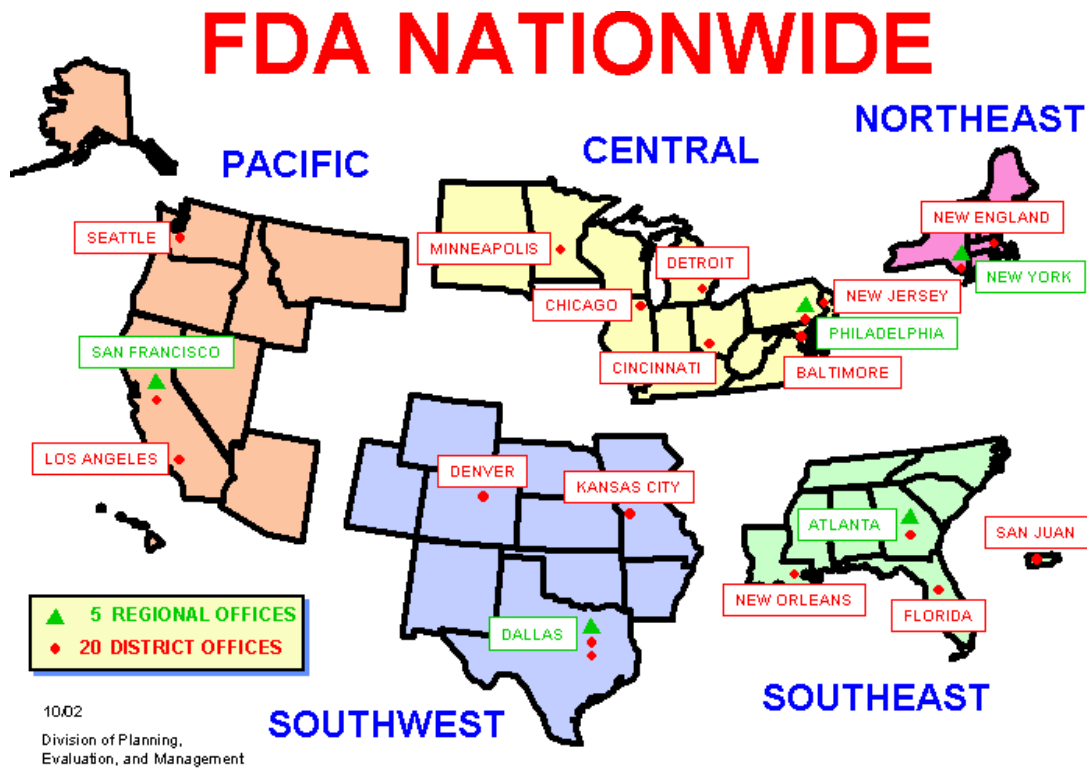 FDA NATIONWIDE
NORTHEAST
CENTRAL
PACIFIC
NEW ENGLAND
SEATTLE
MINNEAPOLIS
DETROIT
NEW YORK
CHICAGO
NEW JERSEY
PHILADELPHIA
SAN FRANCISCO
CINCINNATI
BALTIMORE
LOS ANGELES
DENVER
KANSAS CITY
ATLANTA
SAN JUAN
NEW ORLEANS
FLORIDA
5 REGIONAL OFFICES
20 DISTRICT OFFICES
DALLAS
SOUTHEAST
SOUTHWEST
10/02
Division of Planning,
Evaluation, and Management